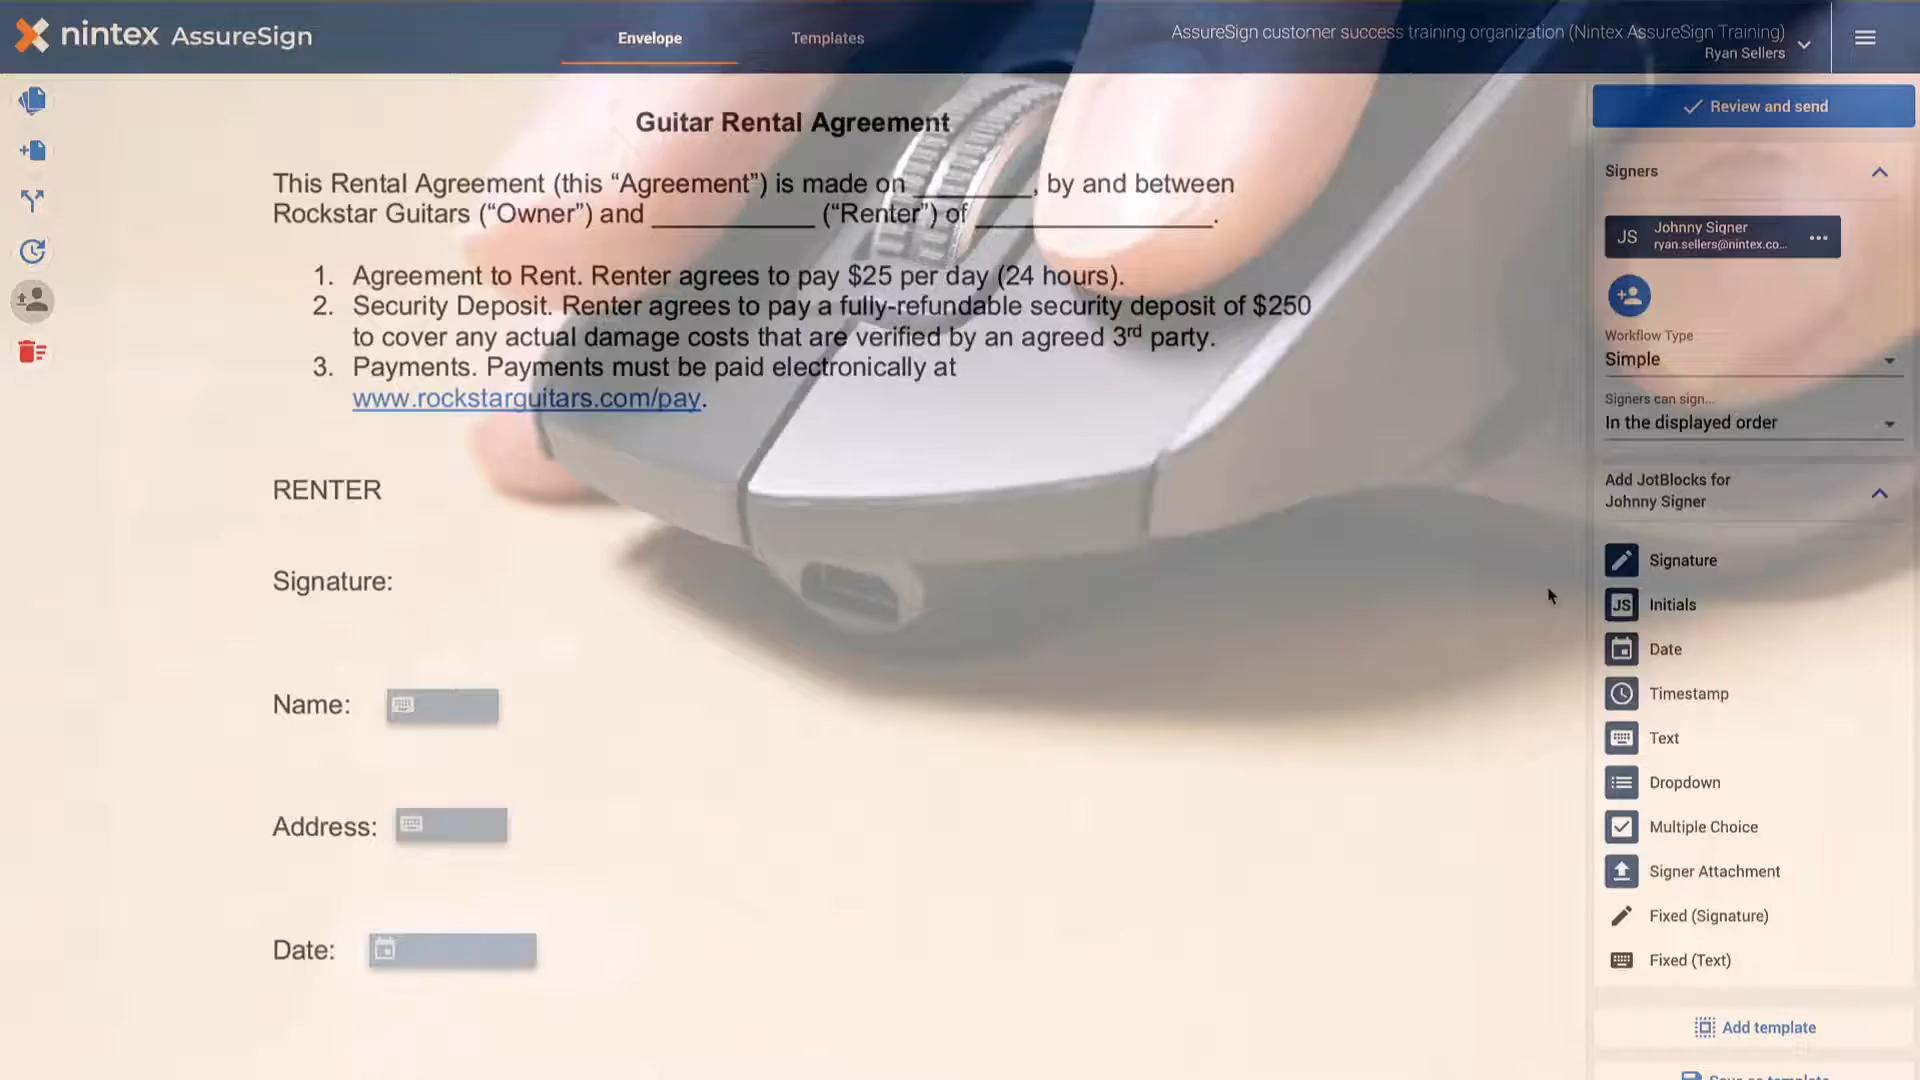 nintex AssureSign
Envelope
Templates
AssureSign customer success training organization (Nintex AssureSign Training)
Ryan Sellers
Guitar Rental Agreement
This Rental Agreement (this “Agreement”) is made on ________, by and between
Rockstar Guitars (“Owner”) and ___________ (“Renter”) of ________________.
1. Agreement to Rent. Renter agrees to pay $25 per day (24 hours).
2. Security Deposit. Renter agrees to pay a fully-refundable security deposit of $250
to cover any actual damage costs that are verified by an agreed 3rd party.
3. Payments. Payments must be paid electronically at
www.rockstarguitars.com/pay.
RENTER
Signature:
Name:
Address:
Date:
Review and send
Signers
JS
Johnny Signer
ryan.sellers@nintex.co...
Workflow Type
Simple
Signers can sign...
In the displayed order
Add JotBlocks for
Johnny Signer
Signature
JS Initials
Date
Timestamp
Text
Dropdown
Multiple Choice
Signer Attachment
Fixed (Signature)
Fixed (Text)
Add template
Save as template